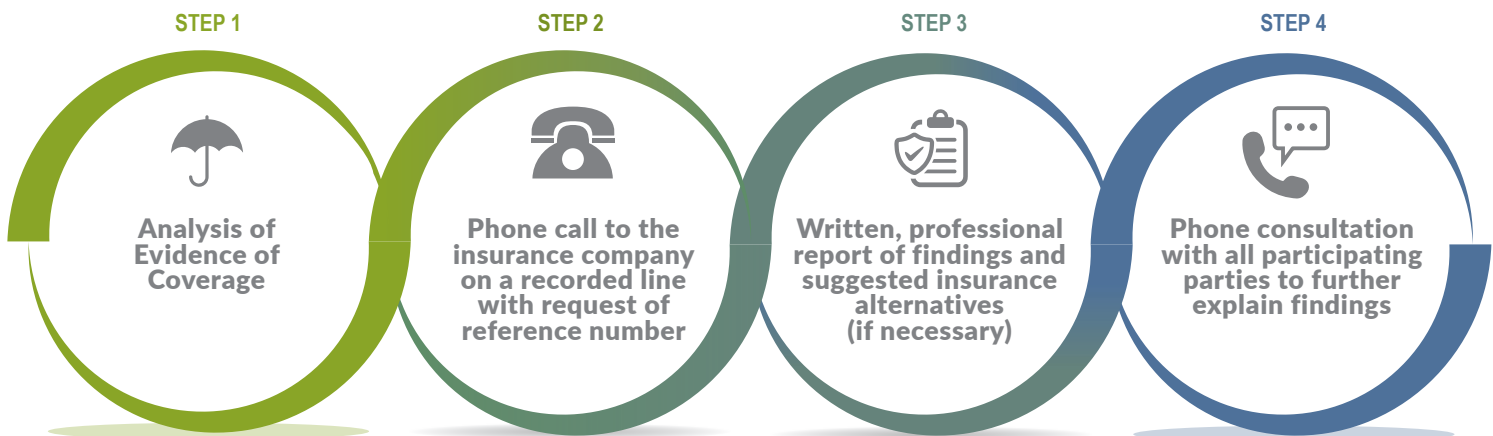 STEP 1
Analysis of
Evidence of
Coverage
STEP 2
Phone call to the
insurance company
on a recorded line
with request of
reference number
STEP 3
Written, professional
report of findings and
suggested insurance
alternatives
(if necessary)
STEP 4
Phone consultation
with all participating
parties to further
explain findings